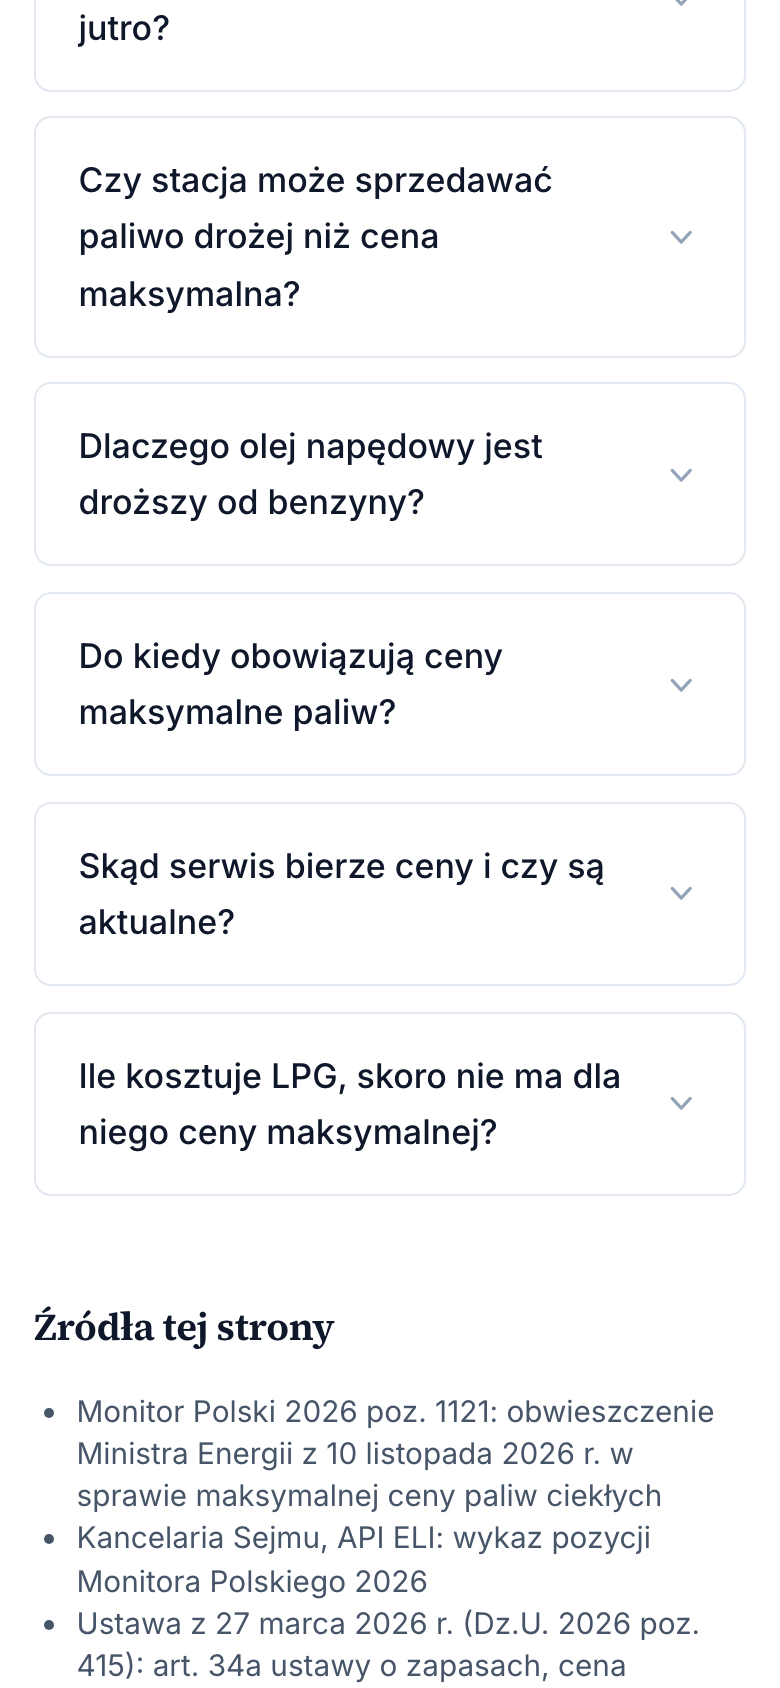 jutro?
Czy stacja może sprzedawać
paliwo drożej niż cena
maksymalna?
Dlaczego olej napędowy jest
droższy od benzyny?
Do kiedy obowiązują ceny
maksymalne paliw?
Skąd serwis bierze ceny i czy są
aktualne?
Ile kosztuje LPG, skoro nie ma dla
niego ceny maksymalnej?
Źródła tej strony
• Monitor Polski 2026 poz. 1121: obwieszczenie
Ministra Energii z 10 listopada 2026 r. w
sprawie maksymalnej ceny paliw ciekłych
• Kancelaria Sejmu, API ELI: wykaz pozycji
Monitora Polskiego 2026
• Ustawa z 27 marca 2026 r. (Dz.U. 2026 poz.
415): art. 34a ustawy o zapasach, cena